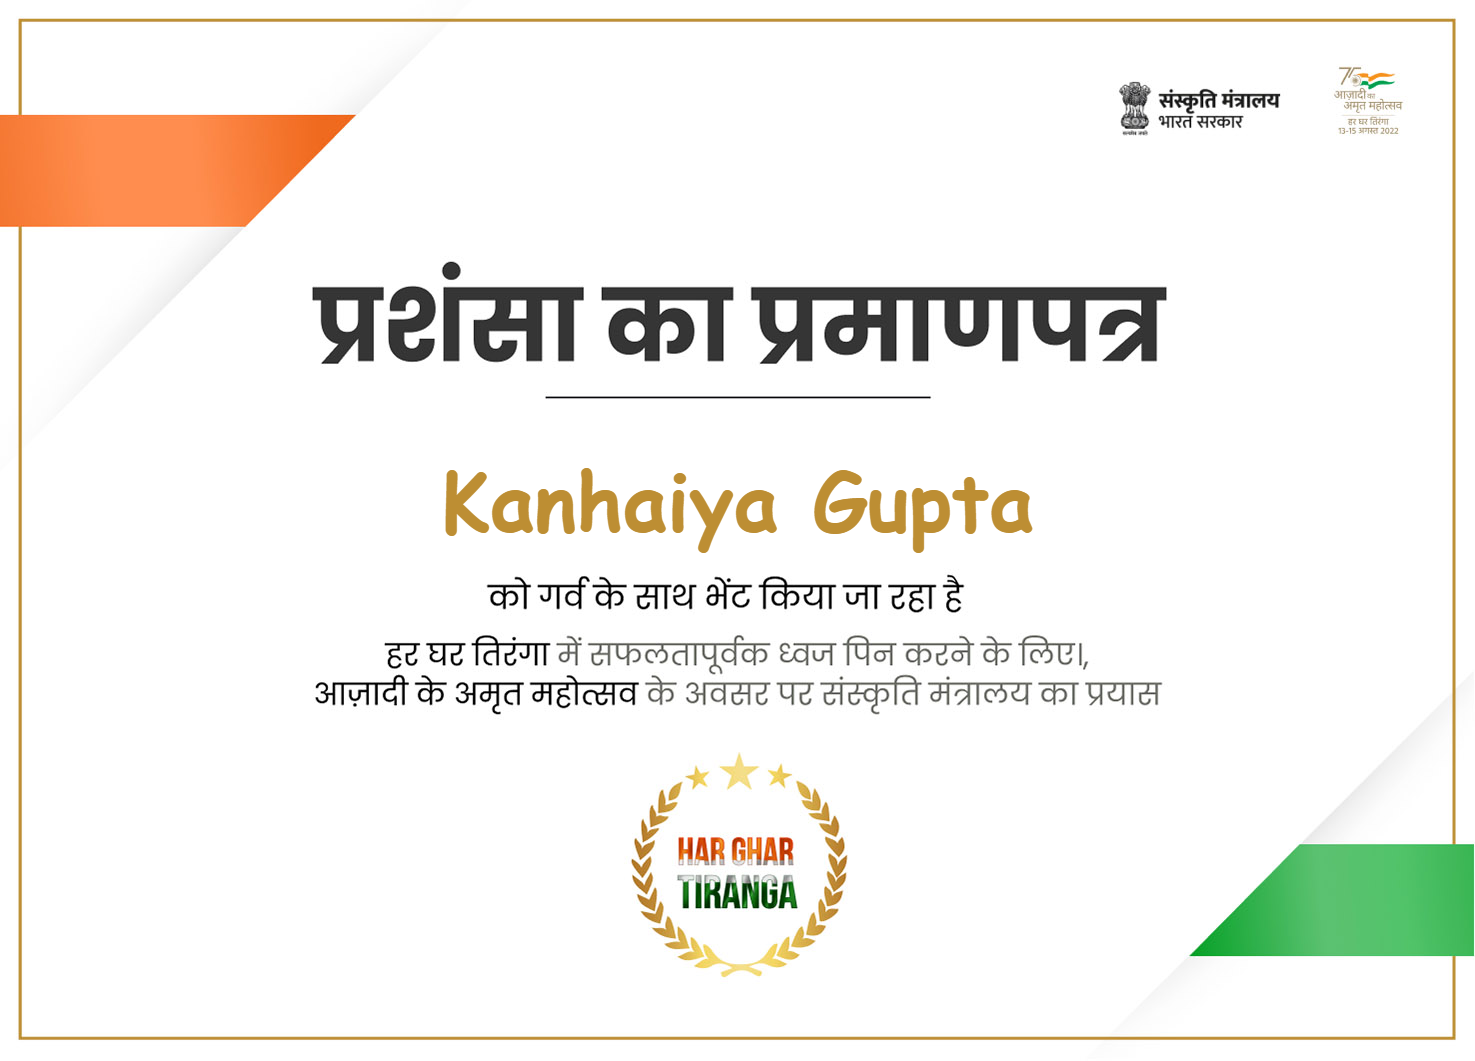 संस्कृति मंत्रालय
भारत सरकार
सत्यमेव जयते
75
आज़ादी का
अमृत महोत्सव
हर घर तिरंगा
13-15 अगस्त 2022
प्रशंसा का प्रमाणपत्र
Kanhaiya Gupta
को गर्व के साथ भेंट किया जा रहा है
हर घर तिरंगा में सफलतापूर्वक ध्वज पिन करने के लिए।,
आज़ादी के अमृत महोत्सव के अवसर पर संस्कृति मंत्रालय का प्रयास
HAR GHAR
TIRANGA